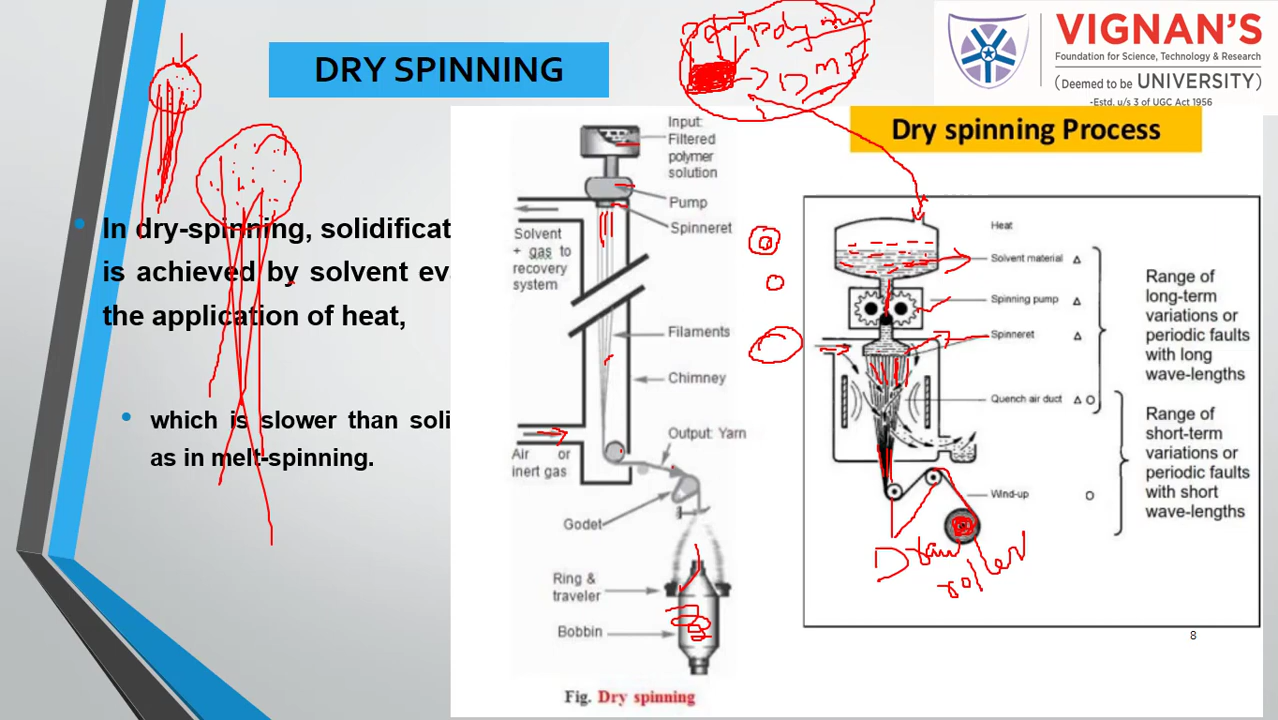 DRY SPINNING
VIGNAN'S
Foundation for Science, Technology & Research
(Deemed to be UNIVERSITY)
-Estd. u/s 3 of UGC Act 1956
In dry-spinning, solidificat
is achieved by solvent ev
the application of heat,
which is slower than soli
as in melt-spinning.
Input:
Filtered
polymer
solution
Pump
Spinneret
Solvent
+ gas to
recovery
system
Filaments
Chimney
Output: Yarn
Air or
inert gas
Godet
Ring &
traveler
Bobbin
Fig. Dry spinning
Dry spinning Process
Heat
Solvent material Δ
Spinning pump Δ
Spinneret Δ
Quench air duct Δ O
Wind-up O
Range of
long-term
variations or
periodic faults
with long
wave-lengths
Range of
short-term
variations or
periodic faults
with short
wave-lengths
Draw
roller
8